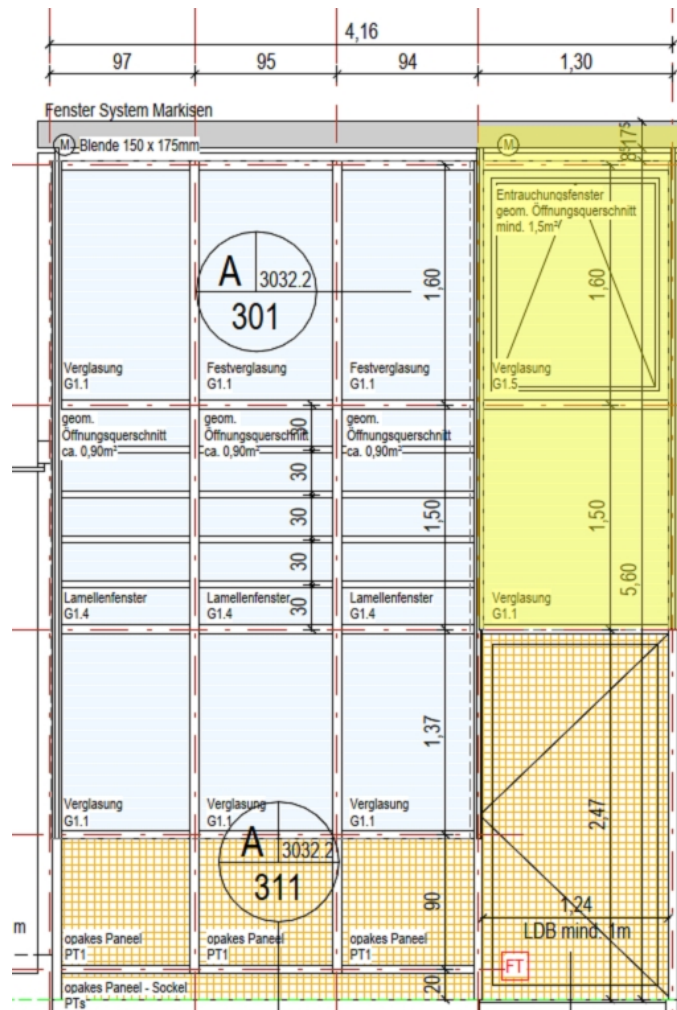 4,16
97
95
94
1,30
Fenster System Markisen
M
Blende 150 x 175mm
M
17⁵
8⁵
Entrauchungsfenster
geom. Öffnungsquerschnitt
mind. 1,5m²
A
3032.2
301
1,60
1,60
Verglasung
G1.1
Festverglasung
G1.1
Festverglasung
G1.1
Verglasung
G1.5
geom.
Öffnungsquerschnitt
ca. 0,90m²
geom.
Öffnungsquerschnitt
ca. 0,90m²
geom.
Öffnungsquerschnitt
ca. 0,90m²
30
30
30
30
30
1,50
1,50
5,60
Lamellenfenster
G1.4
Lamellenfenster
G1.4
Lamellenfenster
G1.4
Verglasung
G1.1
1,37
Verglasung
G1.1
Verglasung
G1.1
Verglasung
G1.1
2,47
A
3032.2
311
90
1,24
LDB mind. 1m
m
opakes Paneel
PT1
opakes Paneel
PT1
opakes Paneel
PT1
FT
20
opakes Paneel - Sockel
PTs